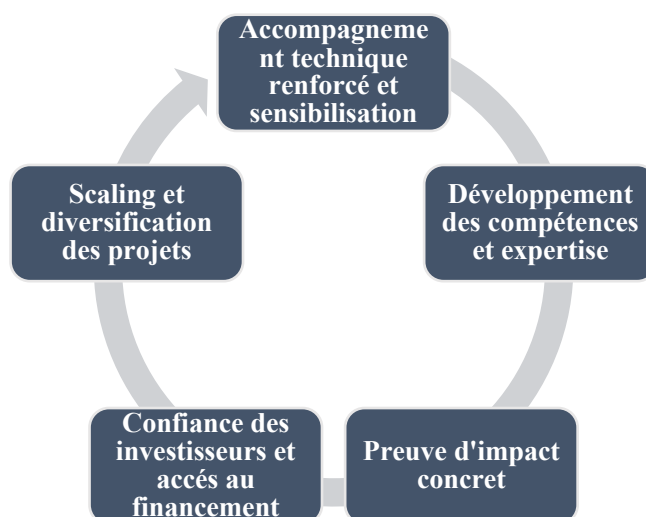 Accompagneme
nt technique
renforcé et
sensibilisation
Développement
des compétences
et expertise
Preuve d'impact
concret
Confiance des
investisseurs et
accés au
financement
Scaling et
diversification
des projets